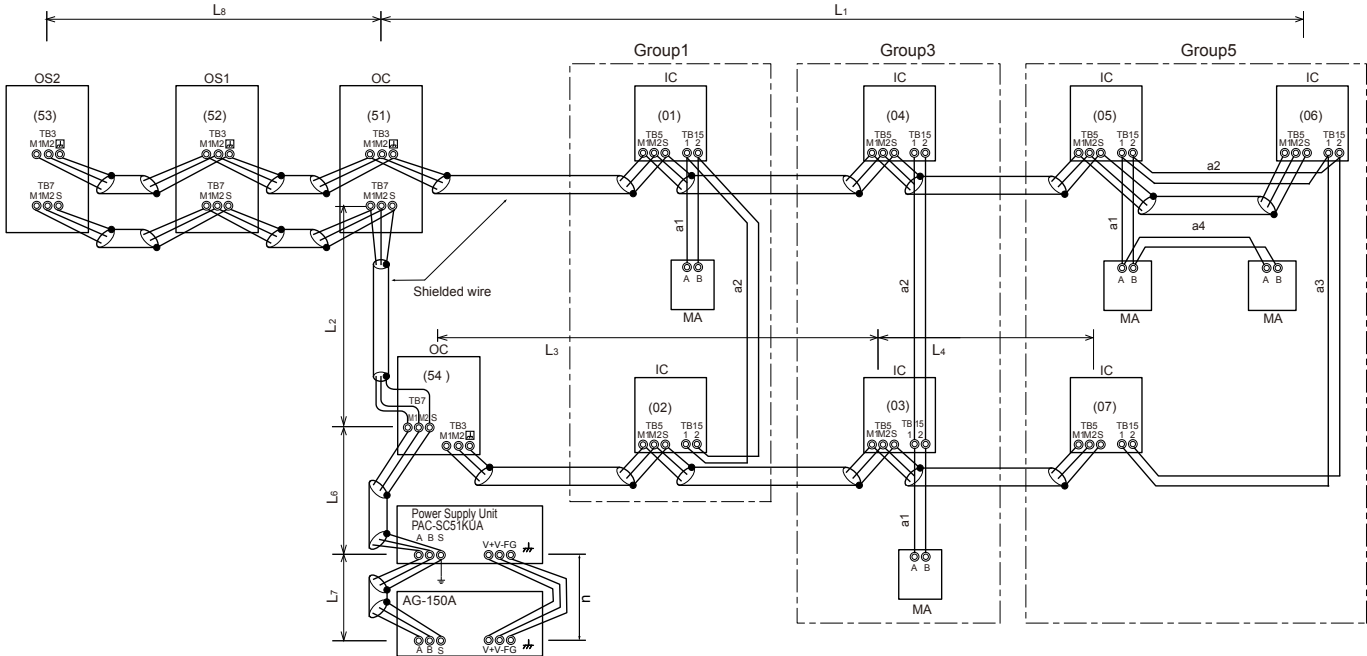 L8
L1
Group1
Group3
Group5
OS2
OS1
OC
IC
IC
IC
IC
(53)
(52)
(51)
(01)
(04)
(05)
(06)
TB3
M1M2
TB3
M1M2
TB3
M1M2
TB5
M1M2S
TB15
1 2
TB5
M1M2S
TB15
1 2
TB5
M1M2S
TB15
1 2
TB5
M1M2S
TB15
1 2
a2
TB7
M1M2 S
TB7
M1M2 S
TB7
M1M2 S
a1
a1
a4
A B
A B
A B
Shielded wire
MA
MA
MA
L2
a2
a2
a3
L3
L4
OC
(54 )
TB7
M1M2 S
TB3
M1M2
IC
(02)
TB5
M1M2S
TB15
1 2
IC
(03)
TB5
M1M2S
TB15
1 2
IC
(07)
TB5
M1M2S
TB15
1 2
L6
Power Supply Unit
PAC-SC51KUA
A B S
V+V-FG
a1
A B
MA
L7
n
AG-150A
A B S
V+V-FG